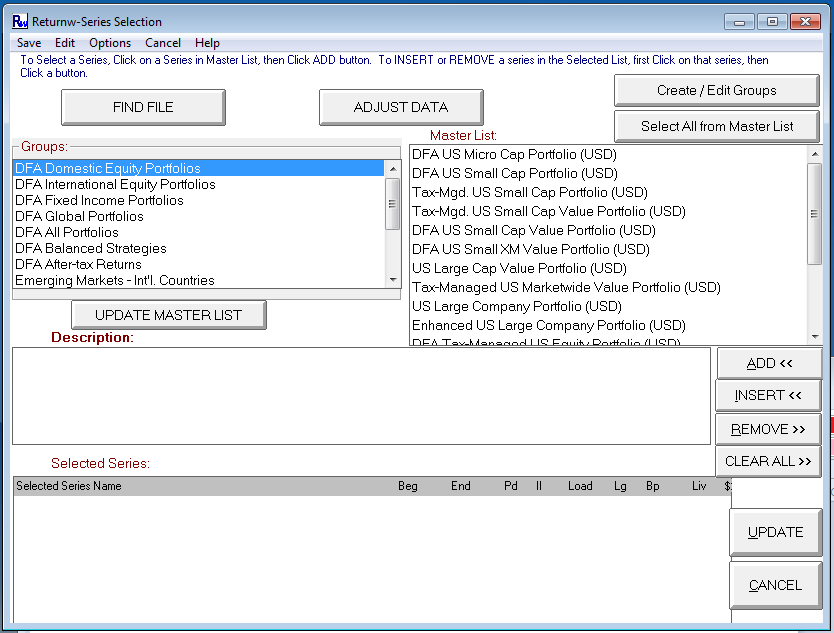 Rw Returnw-Series Selection
Save Edit Options Cancel Help
To Select a Series, Click on a Series in Master List, then Click ADD button. To INSERT or REMOVE a series in the Selected List, first Click on that series, then
Click a button.
FIND FILE
ADJUST DATA
Create / Edit Groups
Select All from Master List
Groups:
DFA Domestic Equity Portfolios
DFA International Equity Portfolios
DFA Fixed Income Portfolios
DFA Global Portfolios
DFA All Portfolios
DFA Balanced Strategies
DFA After-tax Returns
Emerging Markets - Int'l. Countries
UPDATE MASTER LIST
Master List:
DFA US Micro Cap Portfolio (USD)
DFA US Small Cap Portfolio (USD)
Tax-Mgd. US Small Cap Portfolio (USD)
Tax-Mgd. US Small Cap Value Portfolio (USD)
DFA US Small Cap Value Portfolio (USD)
DFA US Small XM Value Portfolio (USD)
US Large Cap Value Portfolio (USD)
Tax-Managed US Marketwide Value Portfolio (USD)
US Large Company Portfolio (USD)
Enhanced US Large Company Portfolio (USD)
DFA Tax-Managed US Equity Portfolio (USD)
Description:
ADD <<
INSERT <<
REMOVE >>
CLEAR ALL >>
Selected Series:
Selected Series Name Beg End Pd II Load Lg Bp Liv $
UPDATE
CANCEL